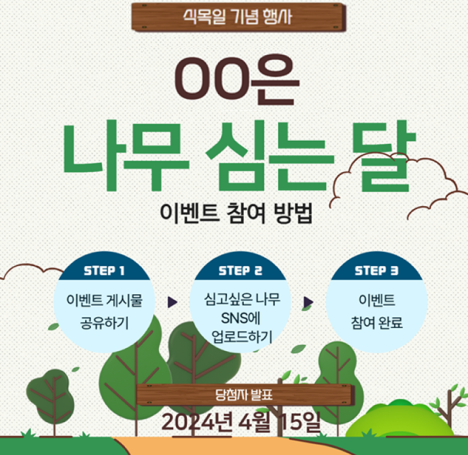 식목일 기념 행사
OO은
나무 심는 달
이벤트 참여 방법
STEP 1
이벤트 게시물
공유하기
STEP 2
심고싶은 나무
SNS에
업로드하기
STEP 3
이벤트
참여 완료
당첨자 발표
2024년 4월 15일